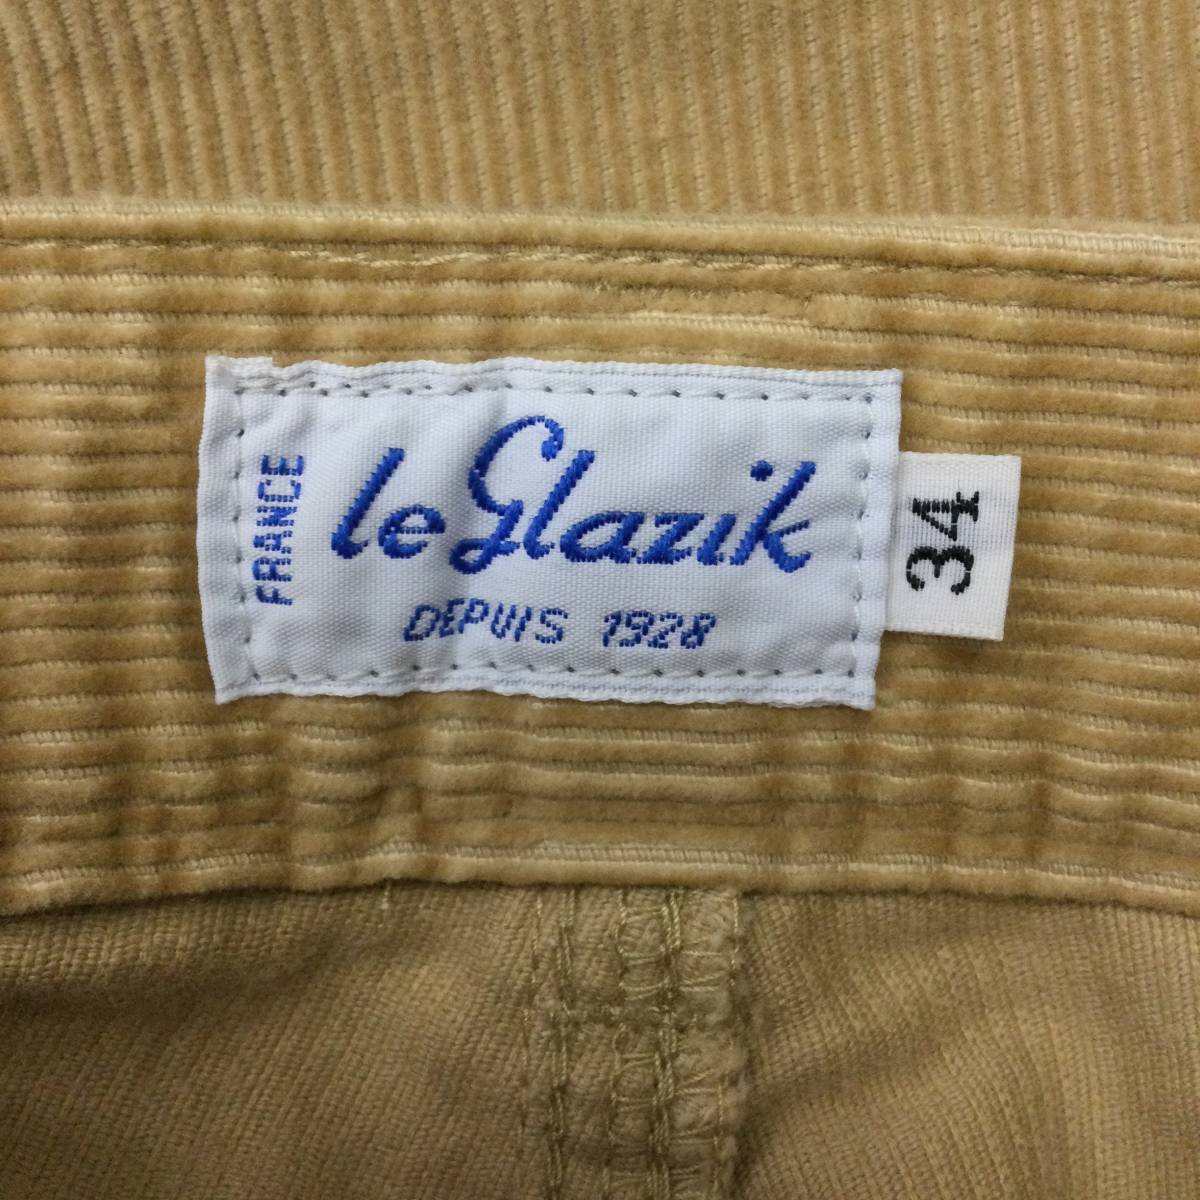 FRANCE
le Glazik
DEPUIS 1928
34